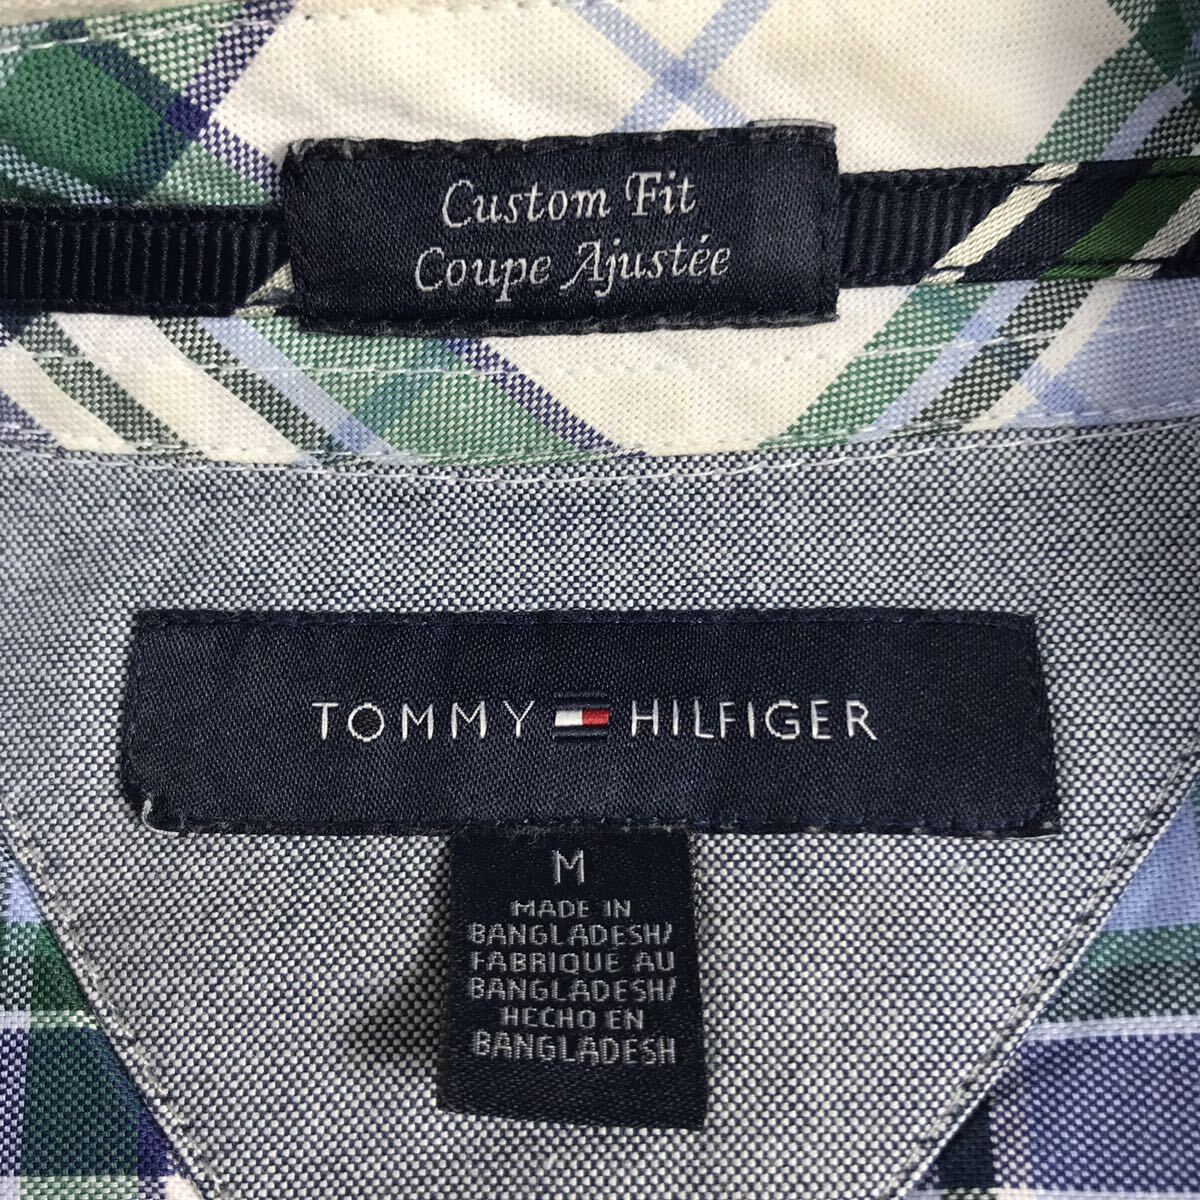 Custom Fit
Coupe Ajustée
TOMMY HILFIGER
M
MADE IN
BANGLADESH/
FABRIQUE AU
BANGLADESH/
HECHO EN
BANGLADESH